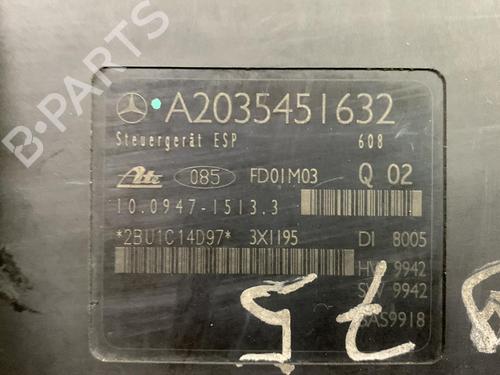 A2035451632
Steuergerät ESP 608
Ate 085 FD01M03 Q 02
10.0947-1513.3
*2BU1C14D97* 3X1195 DI 8005
HW 9942
SW 9942
SAS9918
B-PARTS